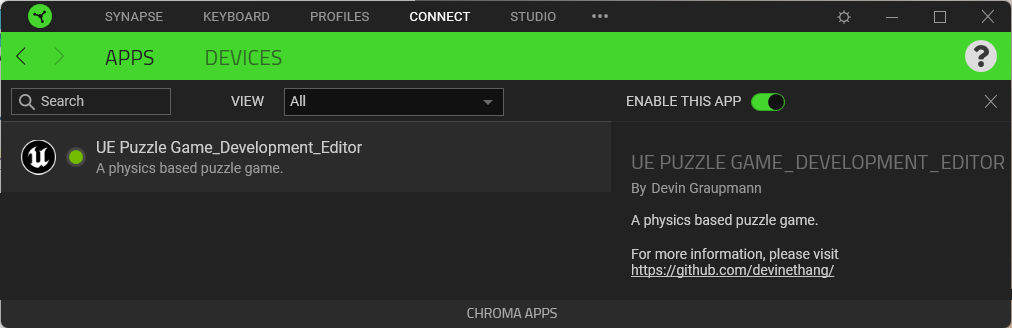 SYNAPSE KEYBOARD PROFILES CONNECT STUDIO •••
APPS DEVICES ?
Search VIEW All ENABLE THIS APP
UE Puzzle Game_Development_Editor
A physics based puzzle game.
UE PUZZLE GAME_DEVELOPMENT_EDITOR
By Devin Graupmann
A physics based puzzle game.
For more information, please visit
https://github.com/devinethang/
CHROMA APPS